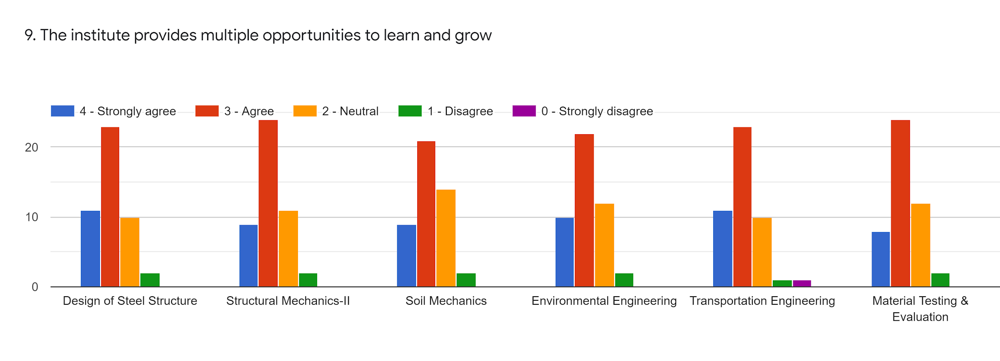 9. The institute provides multiple opportunities to learn and grow
4 - Strongly agree 3 - Agree 2 - Neutral 1 - Disagree 0 - Strongly disagree
20
10
0
Design of Steel Structure Structural Mechanics-II Soil Mechanics Environmental Engineering Transportation Engineering Material Testing &
Evaluation